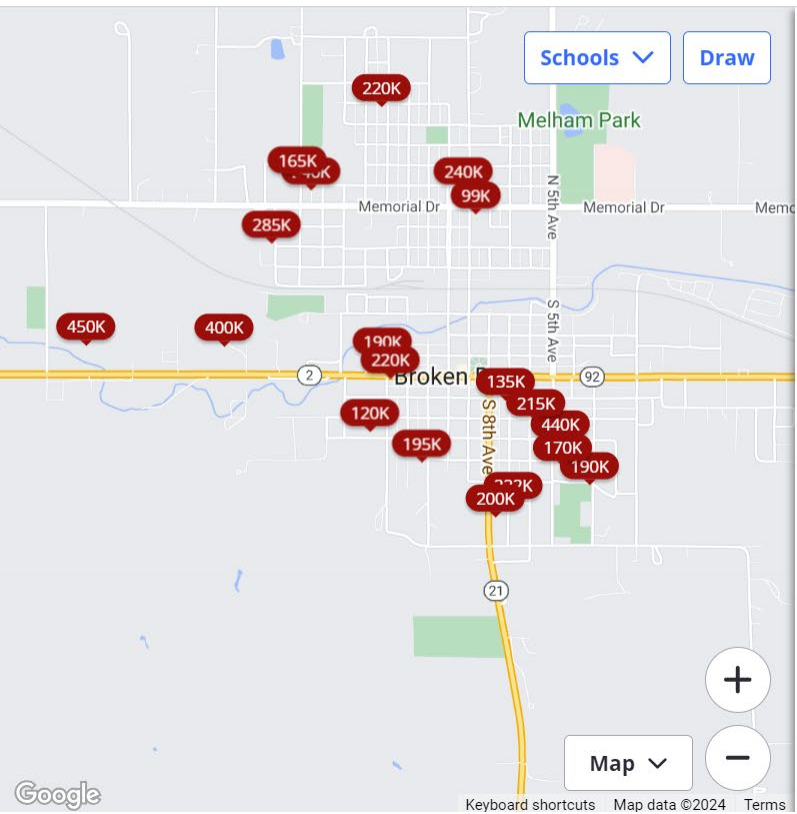 Schools
Draw
220K
Melham Park
165K
240K
99K
N 5th Ave
Memorial Dr
Memorial Dr
285K
S 5th Ave
450K
400K
190K
220K
Broken
2
135K
92
215K
120K
S 8th Ave
440K
195K
170K
190K
200K
21
+
−
Map
Google
Keyboard shortcuts
Map data ©2024
Terms